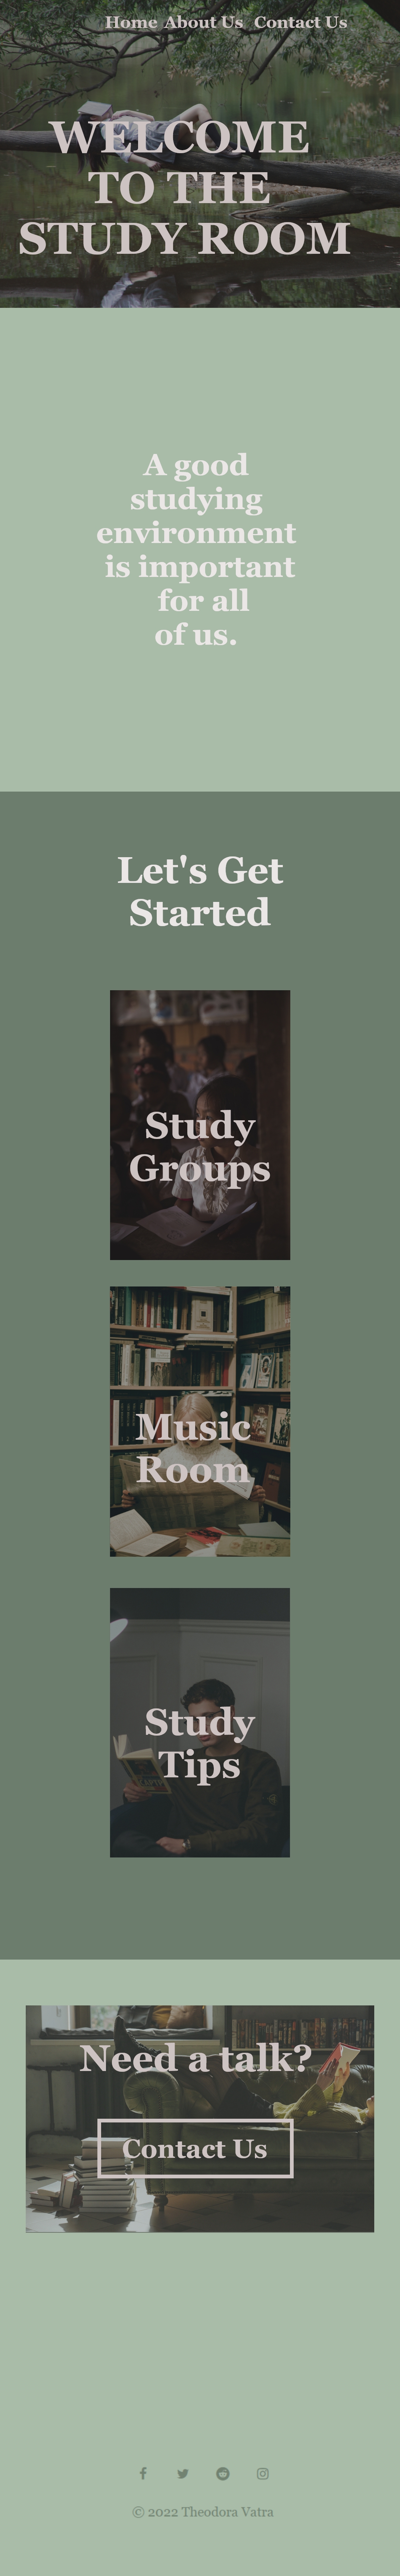 Home About Us Contact Us
WELCOME
TO THE
STUDY ROOM
A good
studying
environment
is important
for all
of us.
Let's Get
Started
Study
Groups
Music
Room
Study
Tips
Need a talk?
Contact Us
© 2022 Theodora Vatra